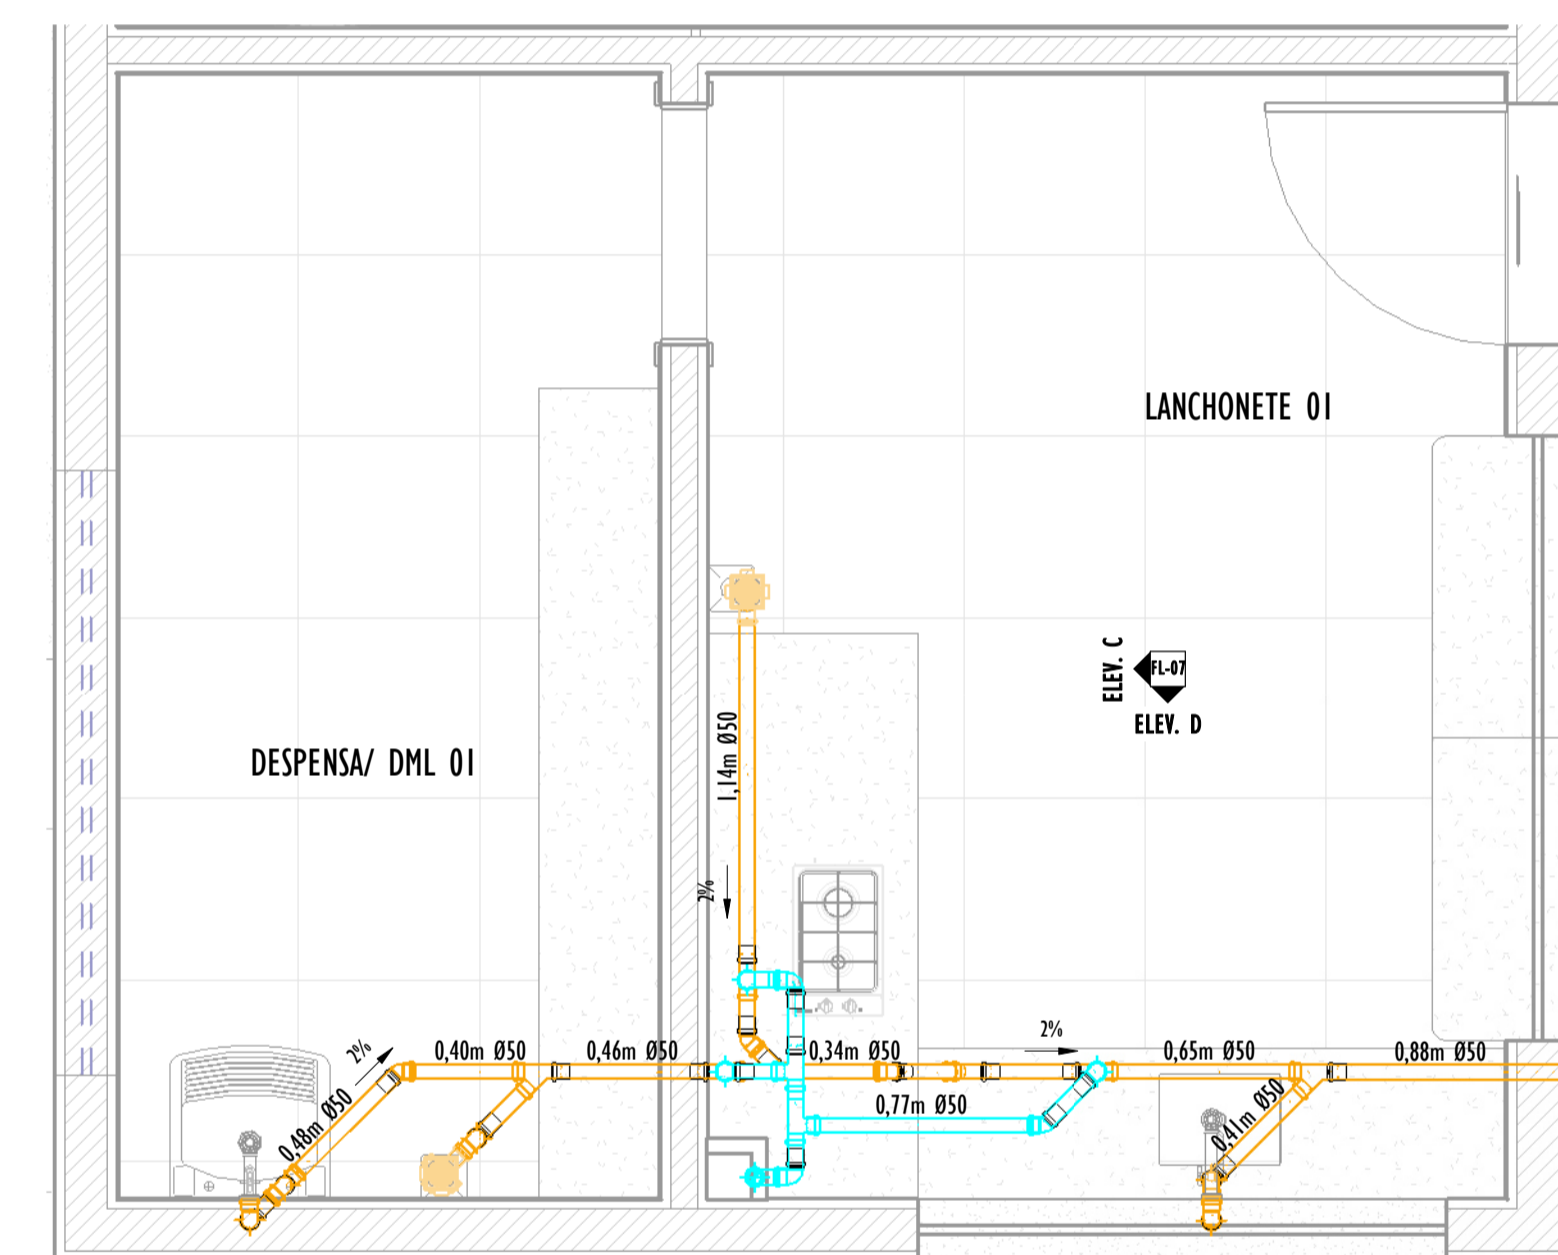 LANCHONETE 01
ELEV. C
FL-07
ELEV. D
1,14m Ø50
DESPENSA/ DML 01
2%
2%
0,40m Ø50
0,46m Ø50
0,34m Ø50
2%
0,65m Ø50
0,88m Ø50
0,48m Ø50
0,77m Ø50
0,41m Ø50